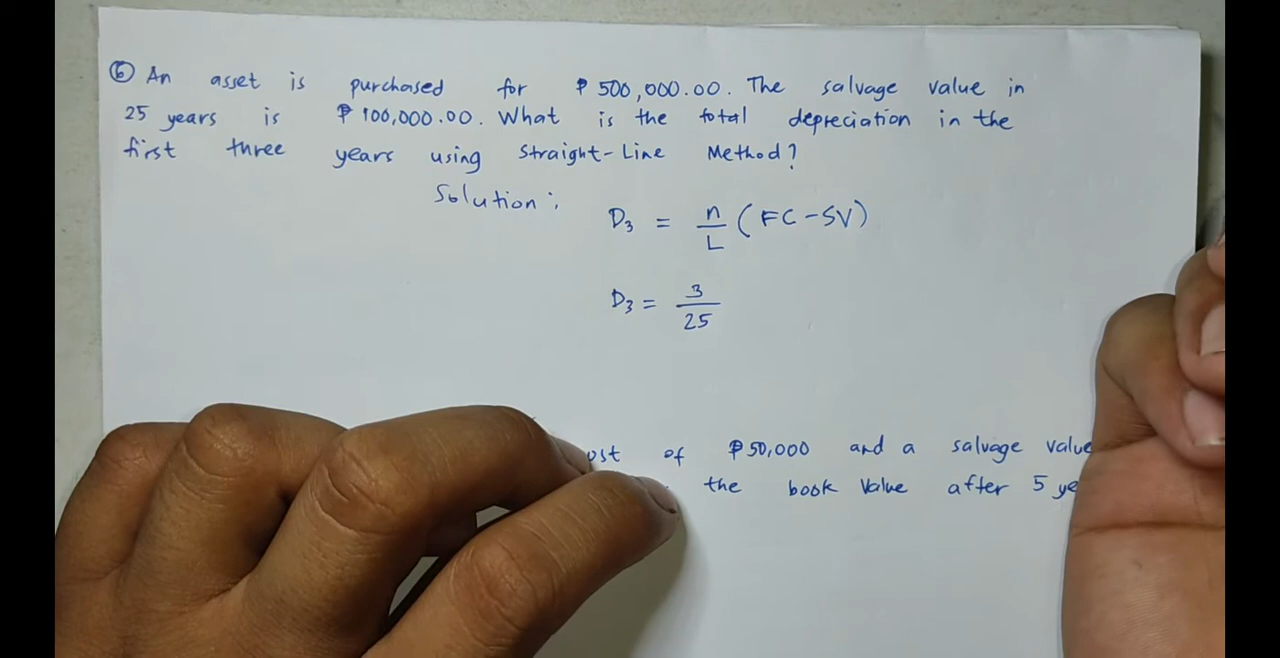 ⑥ An asset is purchased for ₱ 500,000.00. The salvage value in
25 years is ₱ 100,000.00. What is the total depreciation in the
first three years using Straight-Line Method?
Solution:
D₃ = n/L (FC-SV)
D₃ = 3/25
of ₱50,000 and a salvage value
the book value after 5